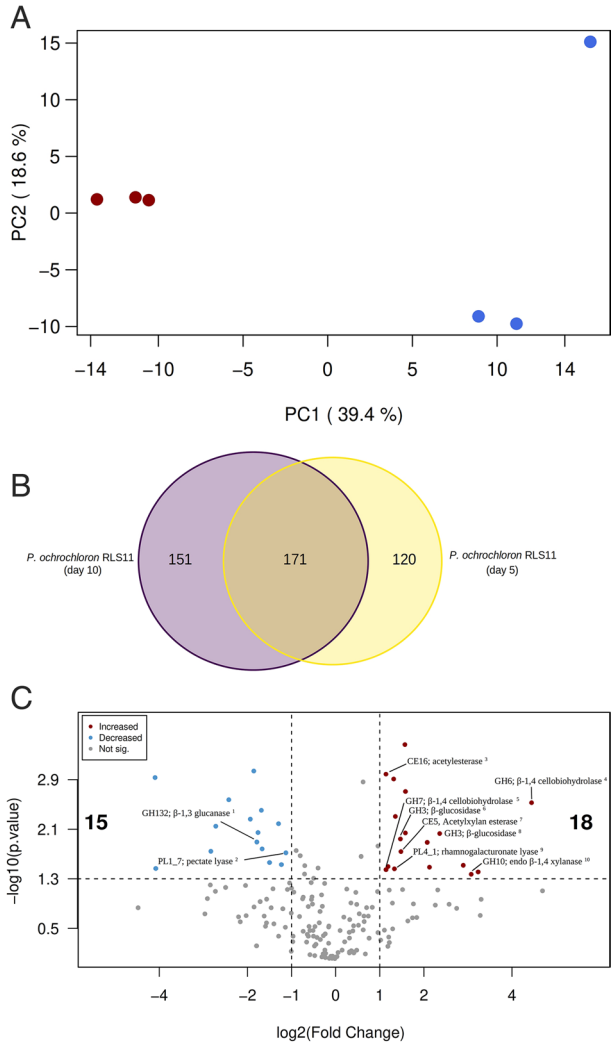 A
15
10
5
0
−5
−10
PC2 ( 18.6 %)
−14
−10
−5
0
5
10
14
PC1 ( 39.4 %)
B
P. ochrochloron RLS11
(day 10)
151
171
120
P. ochrochloron RLS11
(day 5)
C
Increased
Decreased
Not sig.
2.9
2.1
1.3
0.5
−log10(p.value)
15
18
CE16; acetylesterase 3
GH6; β-1,4 cellobiohydrolase 4
GH7; β-1,4 cellobiohydrolase 5
GH3; β-glucosidase 6
GH132; β-1,3 glucanase 1
CE5, Acetylxylan esterase 7
GH3; β-glucosidase 8
PL4_1; rhamnogalacturonate lyase 9
PL1_7; pectate lyase 2
GH10; endo β-1,4 xylanase 10
−4
−2
−1
0
1
2
4
log2(Fold Change)